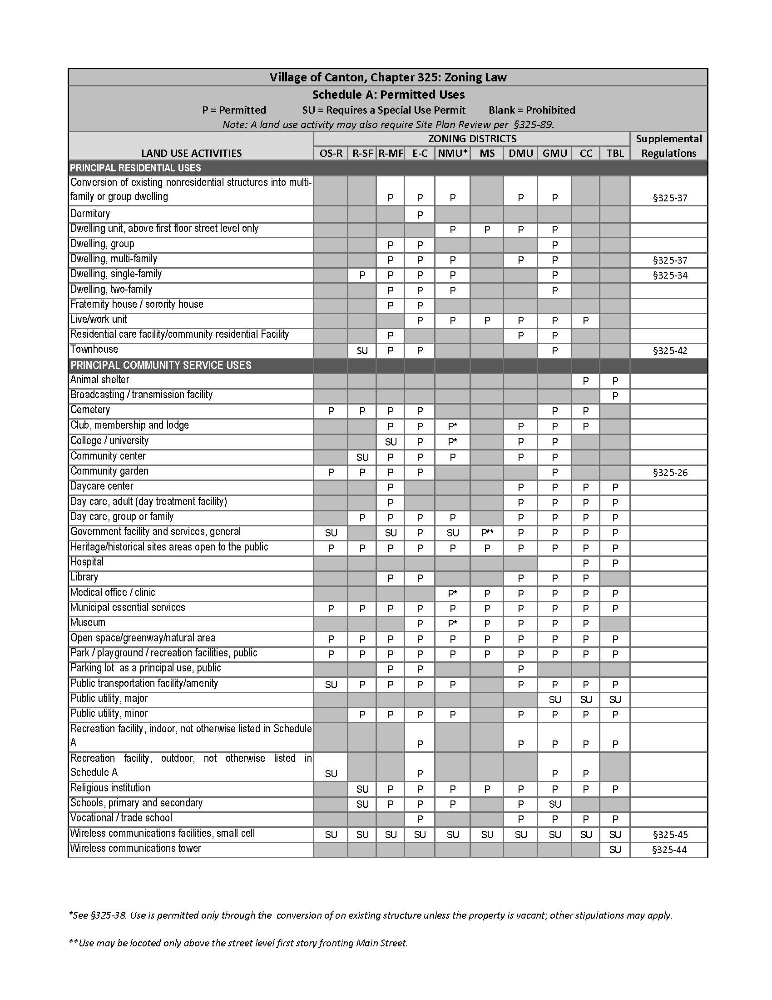 Village of Canton, Chapter 325: Zoning Law
Schedule A: Permitted Uses
P = Permitted SU = Requires a Special Use Permit Blank = Prohibited
Note: A land use activity may also require Site Plan Review per §325-89.
ZONING DISTRICTS Supplemental
LAND USE ACTIVITIES OS-R R-SF R-MF E-C NMU* MS DMU GMU CC TBL Regulations
PRINCIPAL RESIDENTIAL USES
Conversion of existing nonresidential structures into multi-
family or group dwelling P P P P P §325-37
Dormitory P
Dwelling unit, above first floor street level only P P P P
Dwelling, group P P P
Dwelling, multi-family P P P P P §325-37
Dwelling, single-family P P P P P §325-34
Dwelling, two-family P P P P
Fraternity house / sorority house P P
Live/work unit P P P P P P
Residential care facility/community residential Facility P P P
Townhouse SU P P P §325-42
PRINCIPAL COMMUNITY SERVICE USES
Animal shelter P P
Broadcasting / transmission facility P
Cemetery P P P P P P
Club, membership and lodge P P P* P P P
College / university SU P P* P P
Community center SU P P P P P
Community garden P P P P P §325-26
Daycare center P P P P P
Day care, adult (day treatment facility) P P P P P
Day care, group or family P P P P P P P P
Government facility and services, general SU SU P SU P** P P P P
Heritage/historical sites areas open to the public P P P P P P P P P P
Hospital P P
Library P P P P P
Medical office / clinic P* P P P P P
Municipal essential services P P P P P P P P P P
Museum P P* P P P P
Open space/greenway/natural area P P P P P P P P P P
Park / playground / recreation facilities, public P P P P P P P P P P
Parking lot as a principal use, public P P P
Public transportation facility/amenity SU P P P P P P P P
Public utility, major SU SU SU
Public utility, minor P P P P P P P P
Recreation facility, indoor, not otherwise listed in Schedule
A P P P P P
Recreation facility, outdoor, not otherwise listed in
Schedule A SU P P P
Religious institution SU P P P P P P P P
Schools, primary and secondary SU P P P P SU
Vocational / trade school P P P P P
Wireless communications facilities, small cell SU SU SU SU SU SU SU SU SU SU §325-45
Wireless communications tower SU §325-44
*See §325-38. Use is permitted only through the conversion of an existing structure unless the property is vacant; other stipulations may apply.
**Use may be located only above the street level first story fronting Main Street.